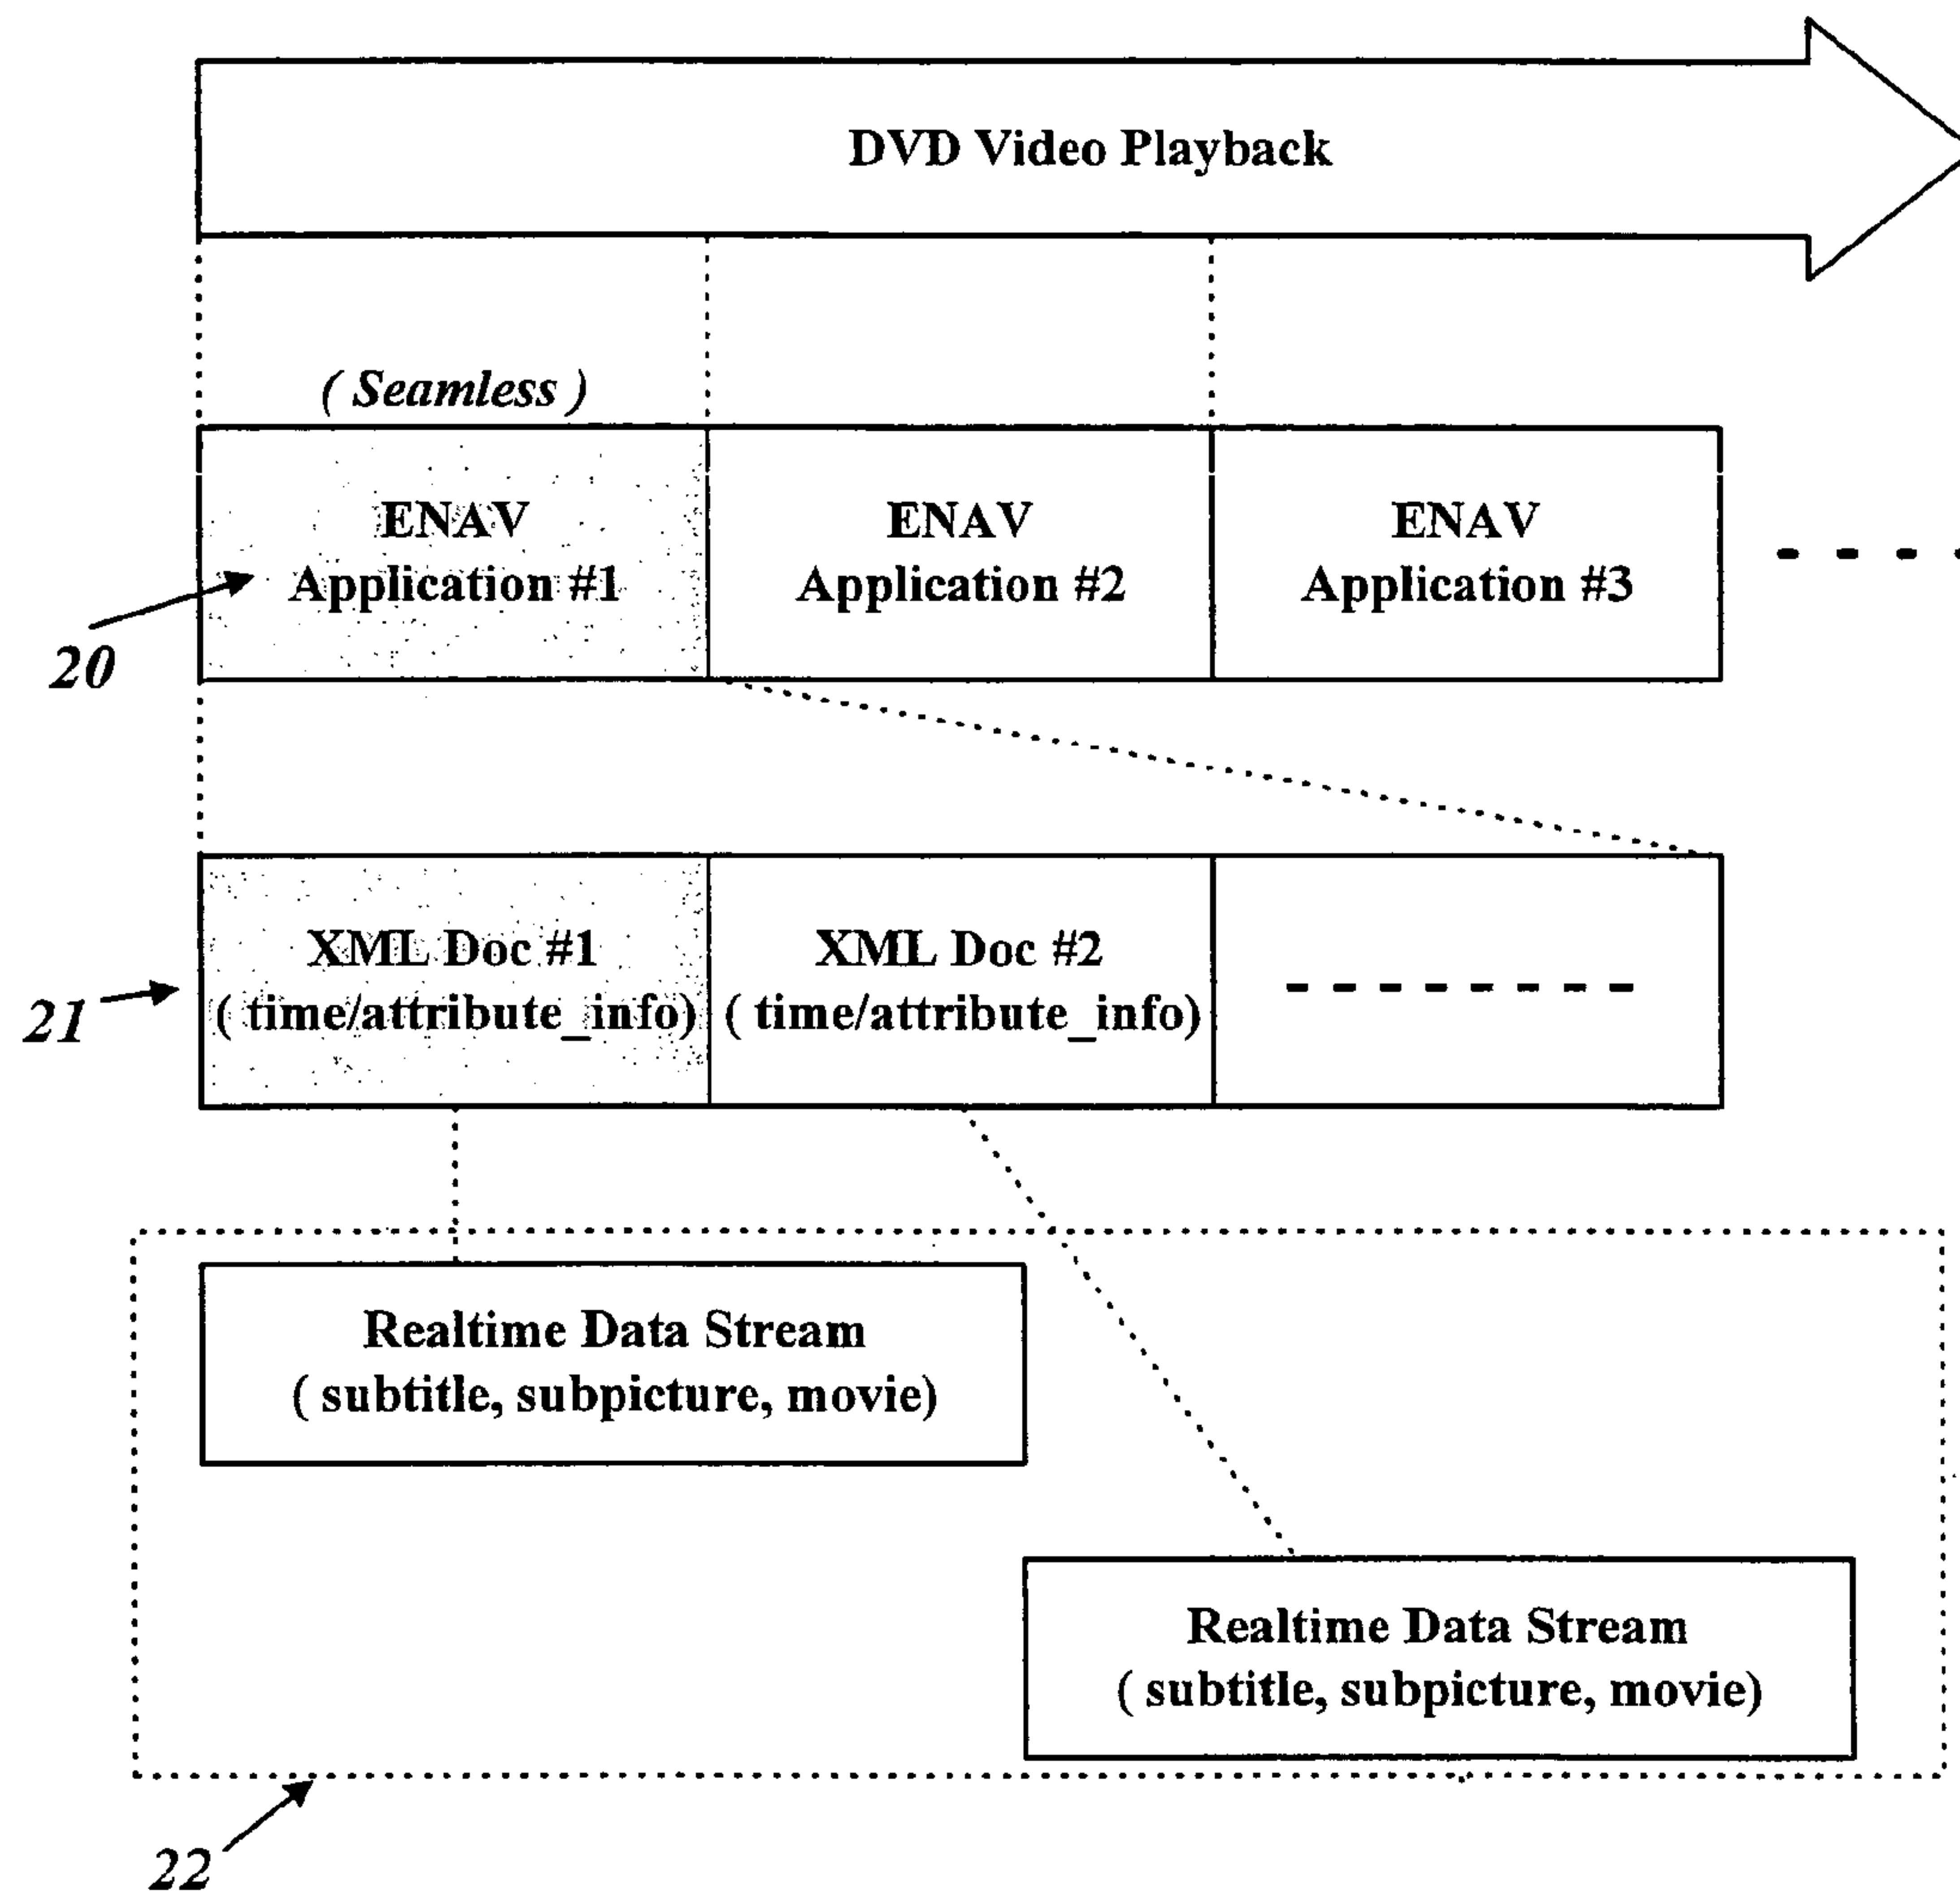 DVD Video Playback
( Seamless )
ENAV
Application #1
ENAV
Application #2
ENAV
Application #3
20
XML Doc #1
( time/attribute_info)
XML Doc #2
( time/attribute_info)
21
Realtime Data Stream
( subtitle, subpicture, movie)
Realtime Data Stream
( subtitle, subpicture, movie)
22